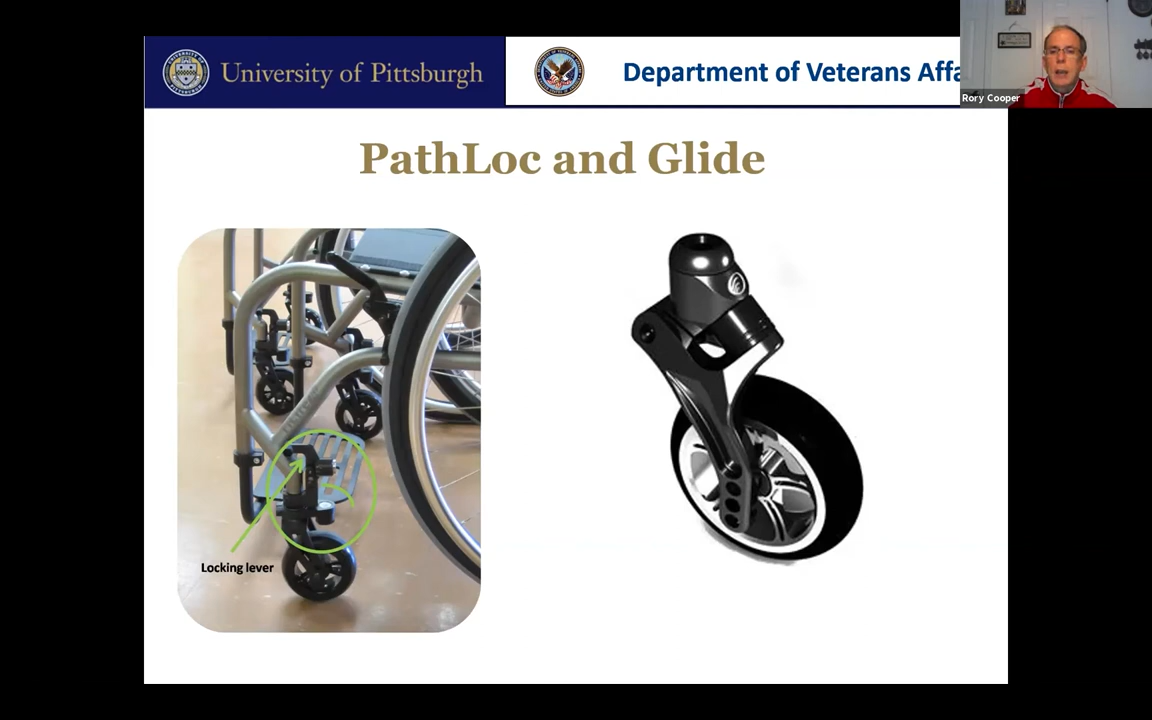 University of Pittsburgh
Department of Veterans Affa
Rory Cooper
PathLoc and Glide
Locking lever